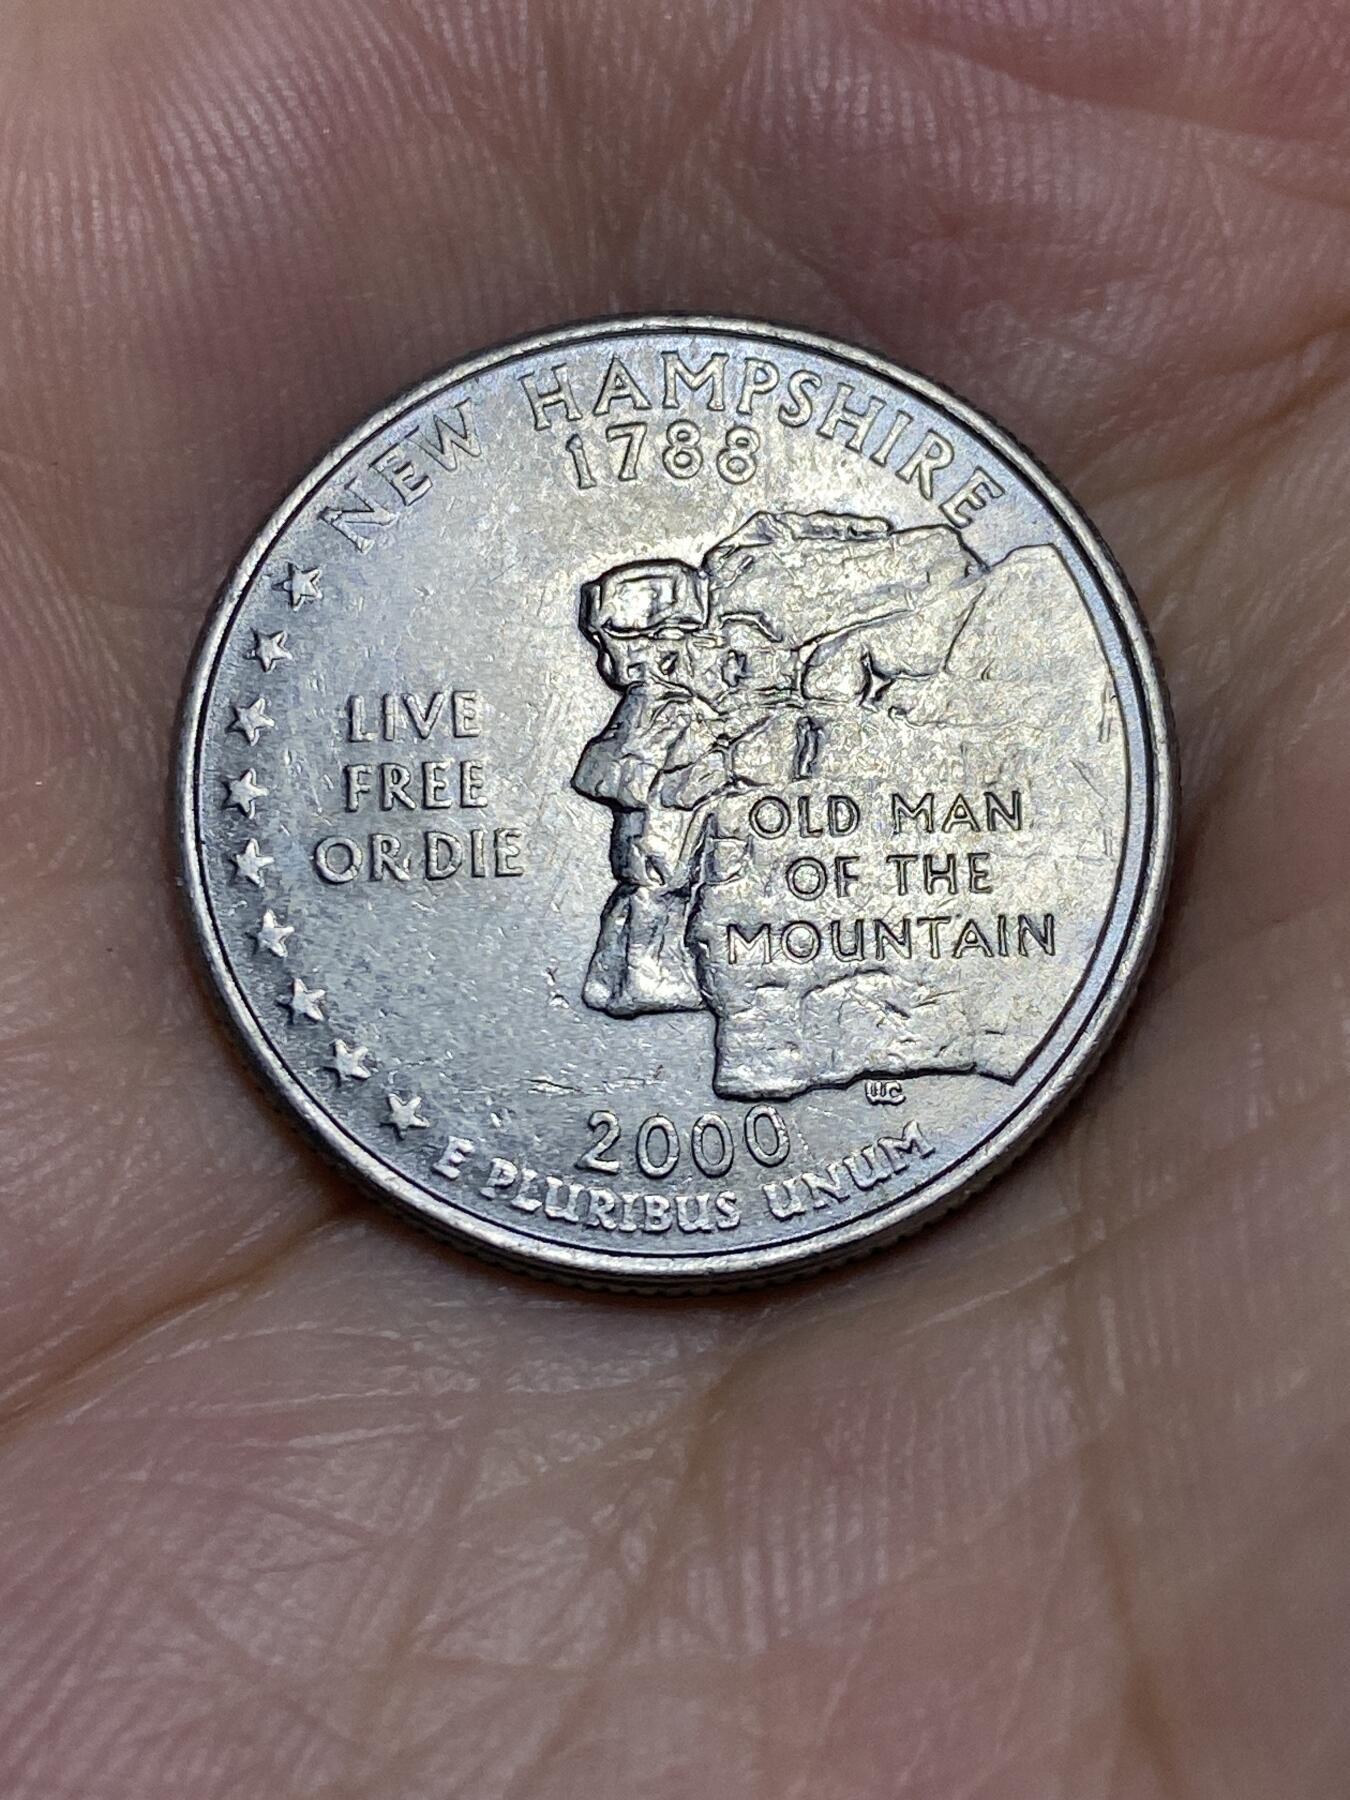 NEW HAMPSHIRE
1788
LIVE
FREE
OR DIE
OLD MAN
OF THE
MOUNTAIN
2000
E PLURIBUS UNUM